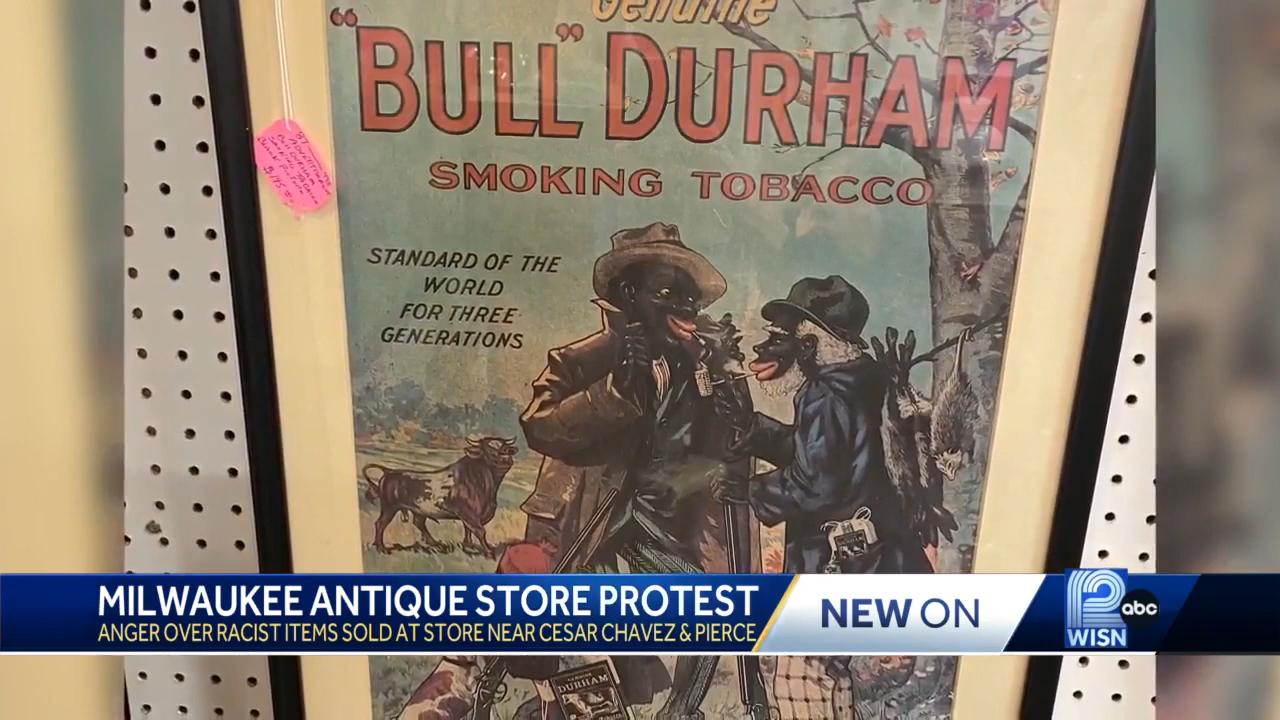 Genuine
"BULL" DURHAM
SMOKING TOBACCO
STANDARD OF THE
WORLD
FOR THREE
GENERATIONS
DURHAM
DURHAM
MILWAUKEE ANTIQUE STORE PROTEST
ANGER OVER RACIST ITEMS SOLD AT STORE NEAR CESAR CHAVEZ & PIERCE
NEW ON
12
abc
WISN